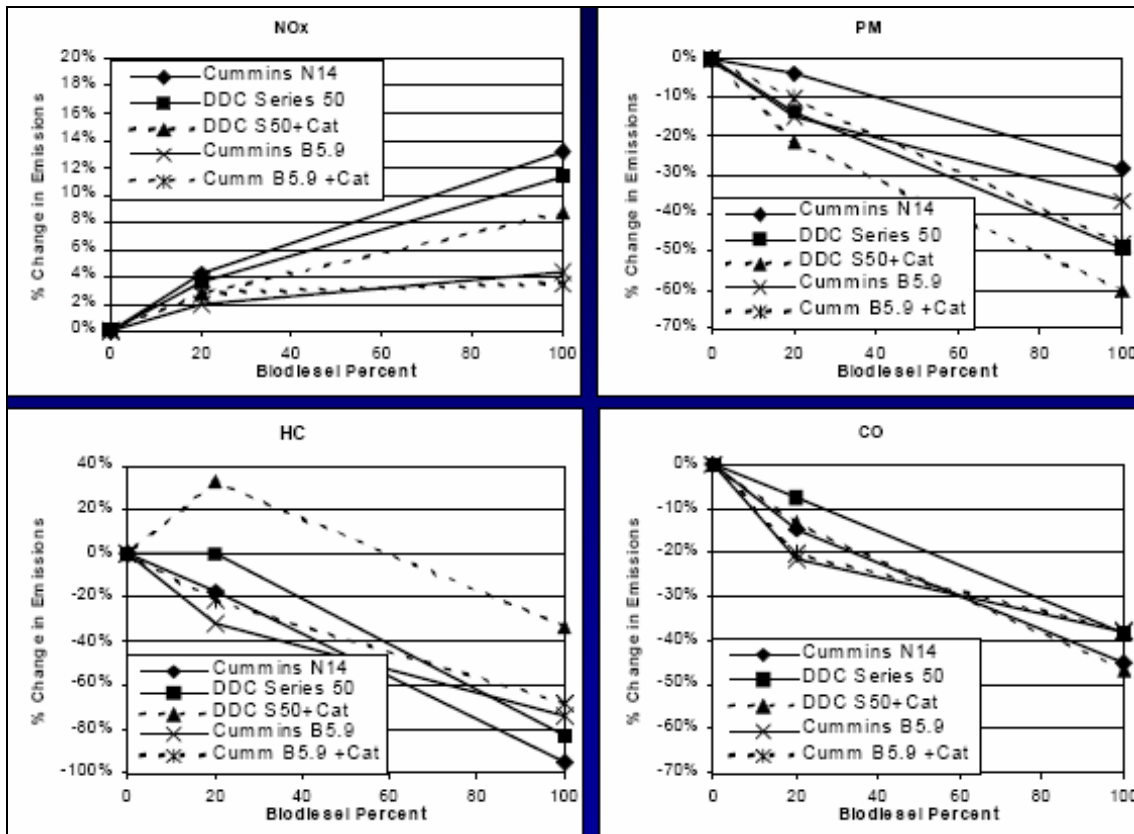 NOx
% Change in Emissions
20%
18%
16%
14%
12%
10%
8%
6%
4%
2%
0%
Cummins N14
DDC Series 50
DDC S50+Cat
Cummins B5.9
Cumm B5.9 +Cat
0 20 40 60 80 100
Biodiesel Percent
PM
% Change in Emissions
0%
-10%
-20%
-30%
-40%
-50%
-60%
-70%
Cummins N14
DDC Series 50
DDC S50+Cat
Cummins B5.9
Cumm B5.9 +Cat
0 20 40 60 80 100
Biodiesel Percent
HC
% Change in Emissions
40%
20%
0%
-20%
-40%
-60%
-80%
-100%
Cummins N14
DDC Series 50
DDC S50+Cat
Cummins B5.9
Cumm B5.9 +Cat
0 20 40 60 80 100
Biodiesel Percent
CO
% Change in Emissions
0%
-10%
-20%
-30%
-40%
-50%
-60%
-70%
Cummins N14
DDC Series 50
DDC S50+Cat
Cummins B5.9
Cumm B5.9 +Cat
0 20 40 60 80 100
Biodiesel Percent